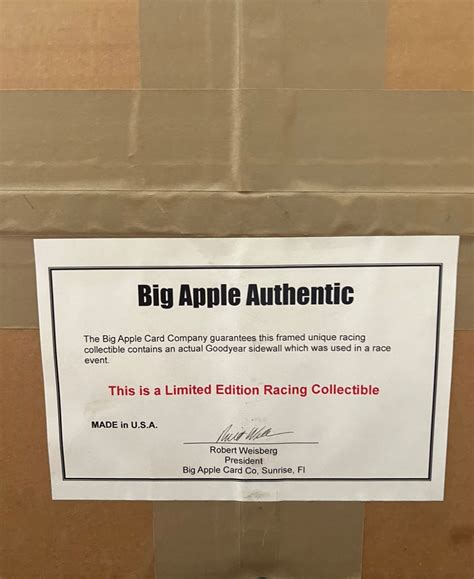 Big Apple Authentic
The Big Apple Card Company guarantees this framed unique racing
collectible contains an actual Goodyear sidewall which was used in a race
event.
This is a Limited Edition Racing Collectible
MADE in U.S.A.
Robert Weisberg
President
Big Apple Card Co, Sunrise, Fl